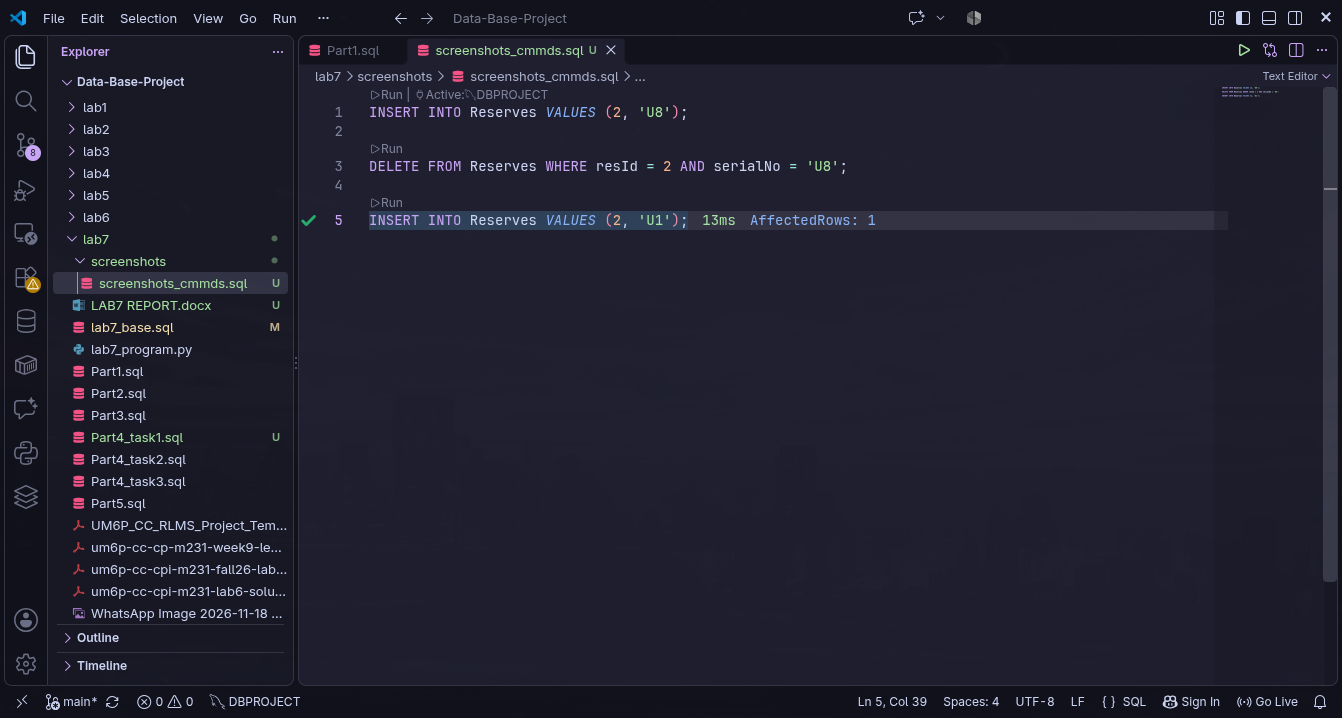 File Edit Selection View Go Run ··· Data-Base-Project
Explorer ···
Data-Base-Project
lab1
lab2
lab3
lab4
lab5
lab6
lab7
screenshots
screenshots_cmmds.sql U
LAB7 REPORT.docx U
lab7_base.sql M
lab7_program.py
Part1.sql
Part2.sql
Part3.sql
Part4_task1.sql U
Part4_task2.sql
Part4_task3.sql
Part5.sql
UM6P_CC_RLMS_Project_Tem...
um6p-cc-cp-m231-week9-le...
um6p-cc-cpi-m231-fall26-lab...
um6p-cc-cpi-m231-lab6-solu...
WhatsApp Image 2026-11-18 ...
Outline
Timeline
8
Part1.sql screenshots_cmmds.sql U
lab7 > screenshots > screenshots_cmmds.sql > ...
Text Editor
Run | Active: DBPROJECT
1 INSERT INTO Reserves VALUES (2, 'U8');
2
Run
3 DELETE FROM Reserves WHERE resId = 2 AND serialNo = 'U8';
4
Run
5 INSERT INTO Reserves VALUES (2, 'U1'); 13ms AffectedRows: 1
main* 0 0 DBPROJECT Ln 5, Col 39 Spaces: 4 UTF-8 LF { } SQL Sign In Go Live